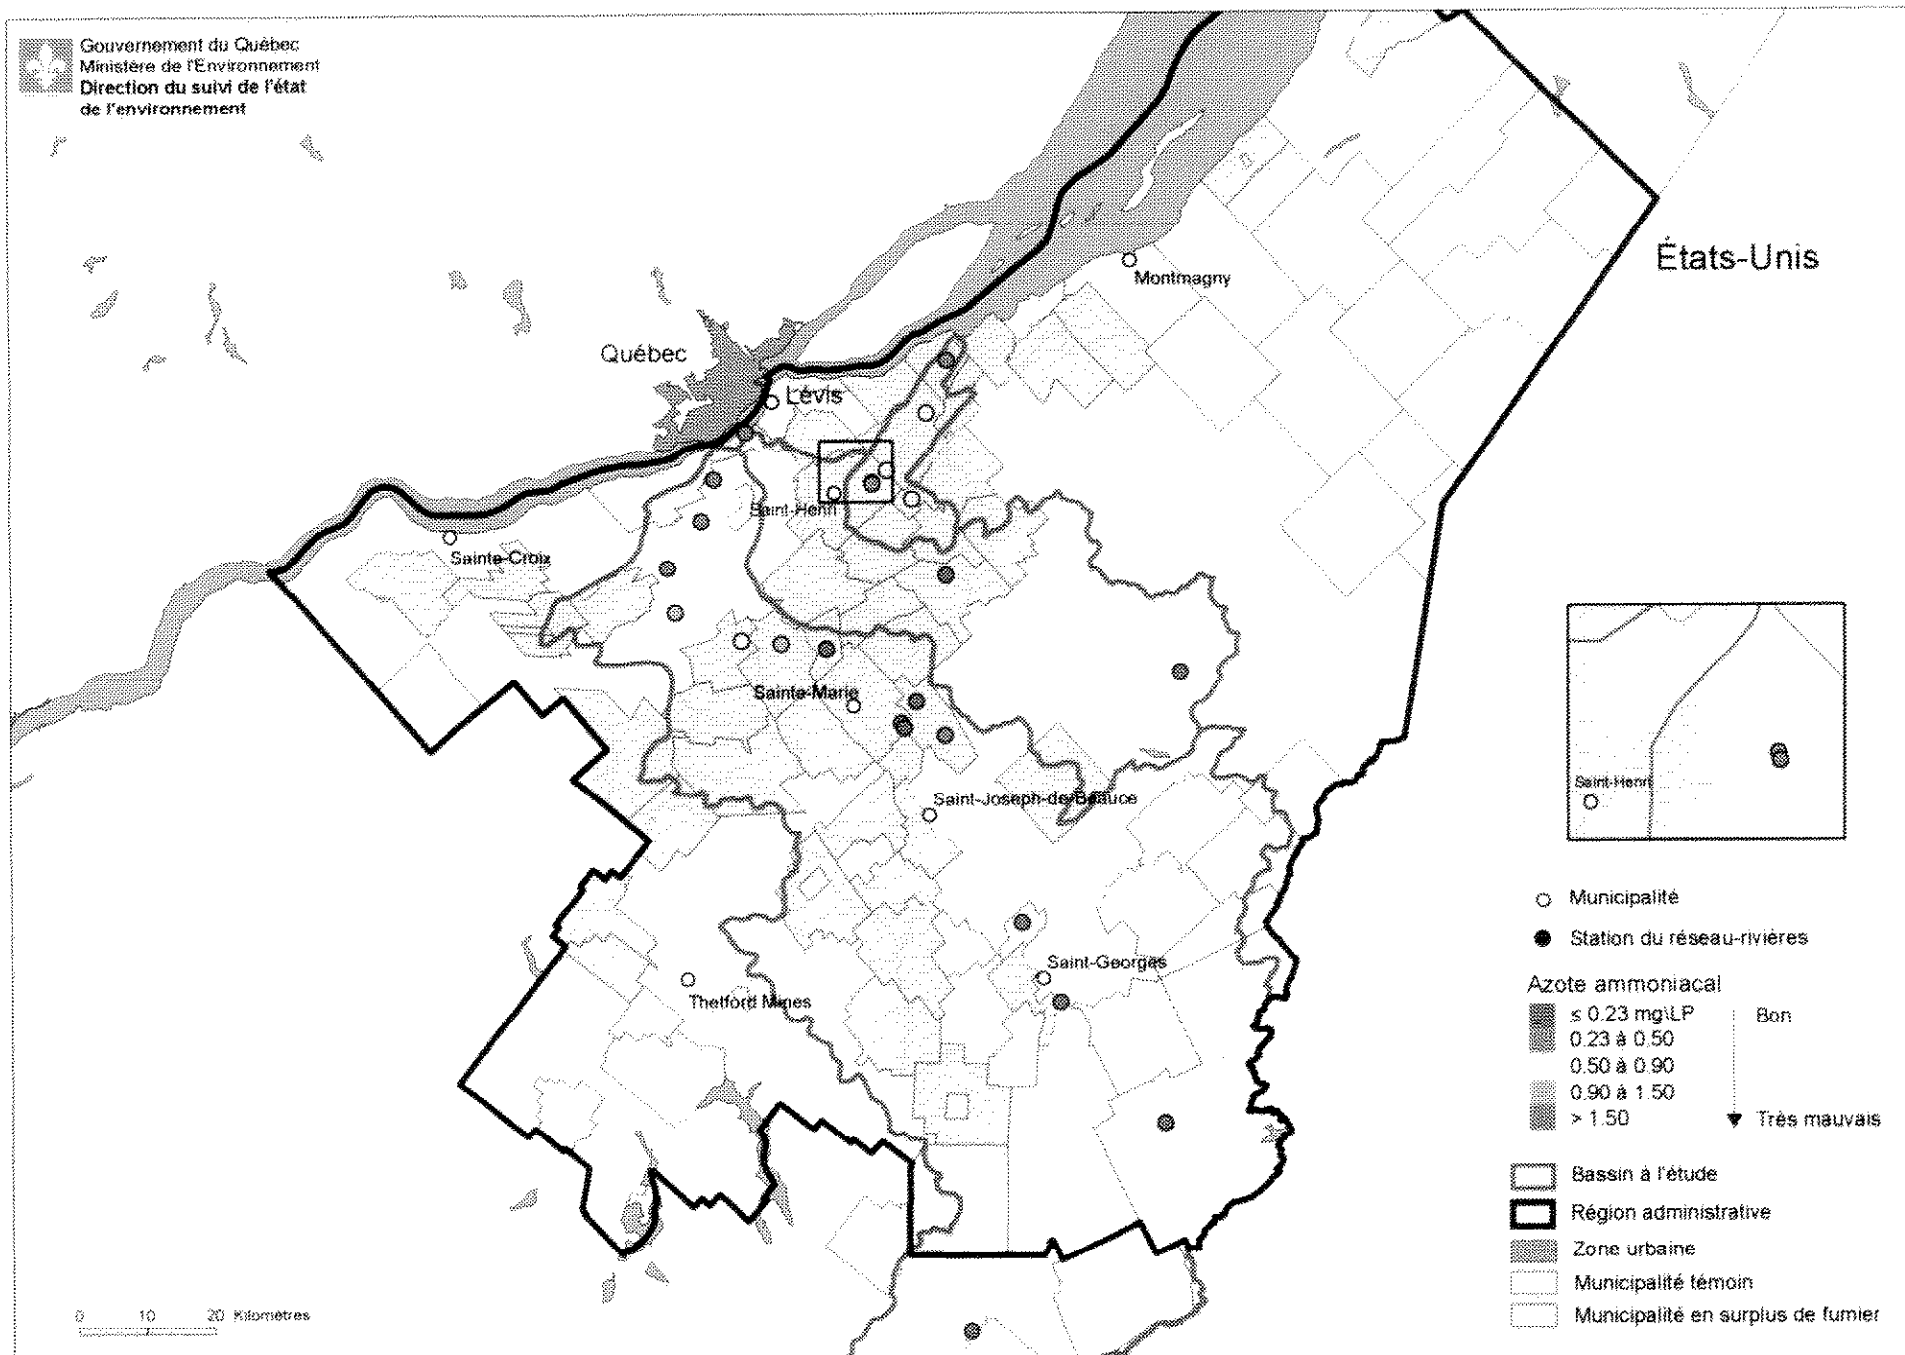 Gouvernement du Québec
Ministère de l'Environnement
Direction du suivi de l'état
de l'environnement
États-Unis
Montmagny
Québec
Lévis
Saint-Henri
Sainte-Croix
Sainte-Marie
Saint-Joseph-de-Beauce
Saint-Georges
Thetford Mines
Saint-Henri
Municipalité
Station du réseau-rivières
Azote ammoniacal
≤ 0.23 mg\LP
Bon
0.23 à 0.50
0.50 à 0.90
0.90 à 1.50
> 1.50
Très mauvais
Bassin à l'étude
Région administrative
Zone urbaine
Municipalité témoin
Municipalité en surplus de fumier
0 10 20 Kilomètres